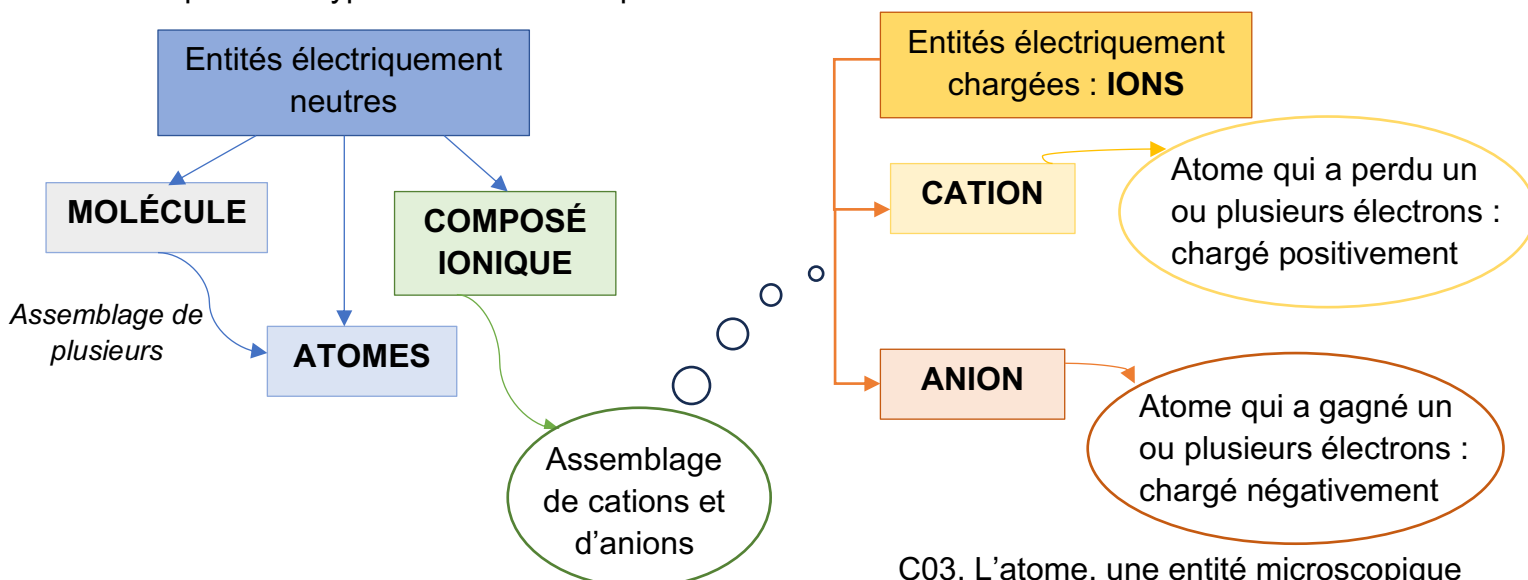 Entités électriquement
neutres
MOLÉCULE
COMPOSÉ
IONIQUE
Assemblage de
plusieurs
ATOMES
Assemblage
de cations et
d’anions
Entités électriquement
chargées : IONS
CATION
Atome qui a perdu un
ou plusieurs électrons :
chargé positivement
ANION
Atome qui a gagné un
ou plusieurs électrons :
chargé négativement
C03. L’atome, une entité microscopique